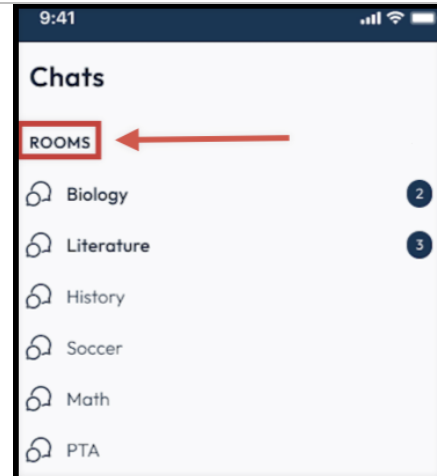 9:41
Chats
ROOMS
Biology 2
Literature 3
History
Soccer
Math
PTA